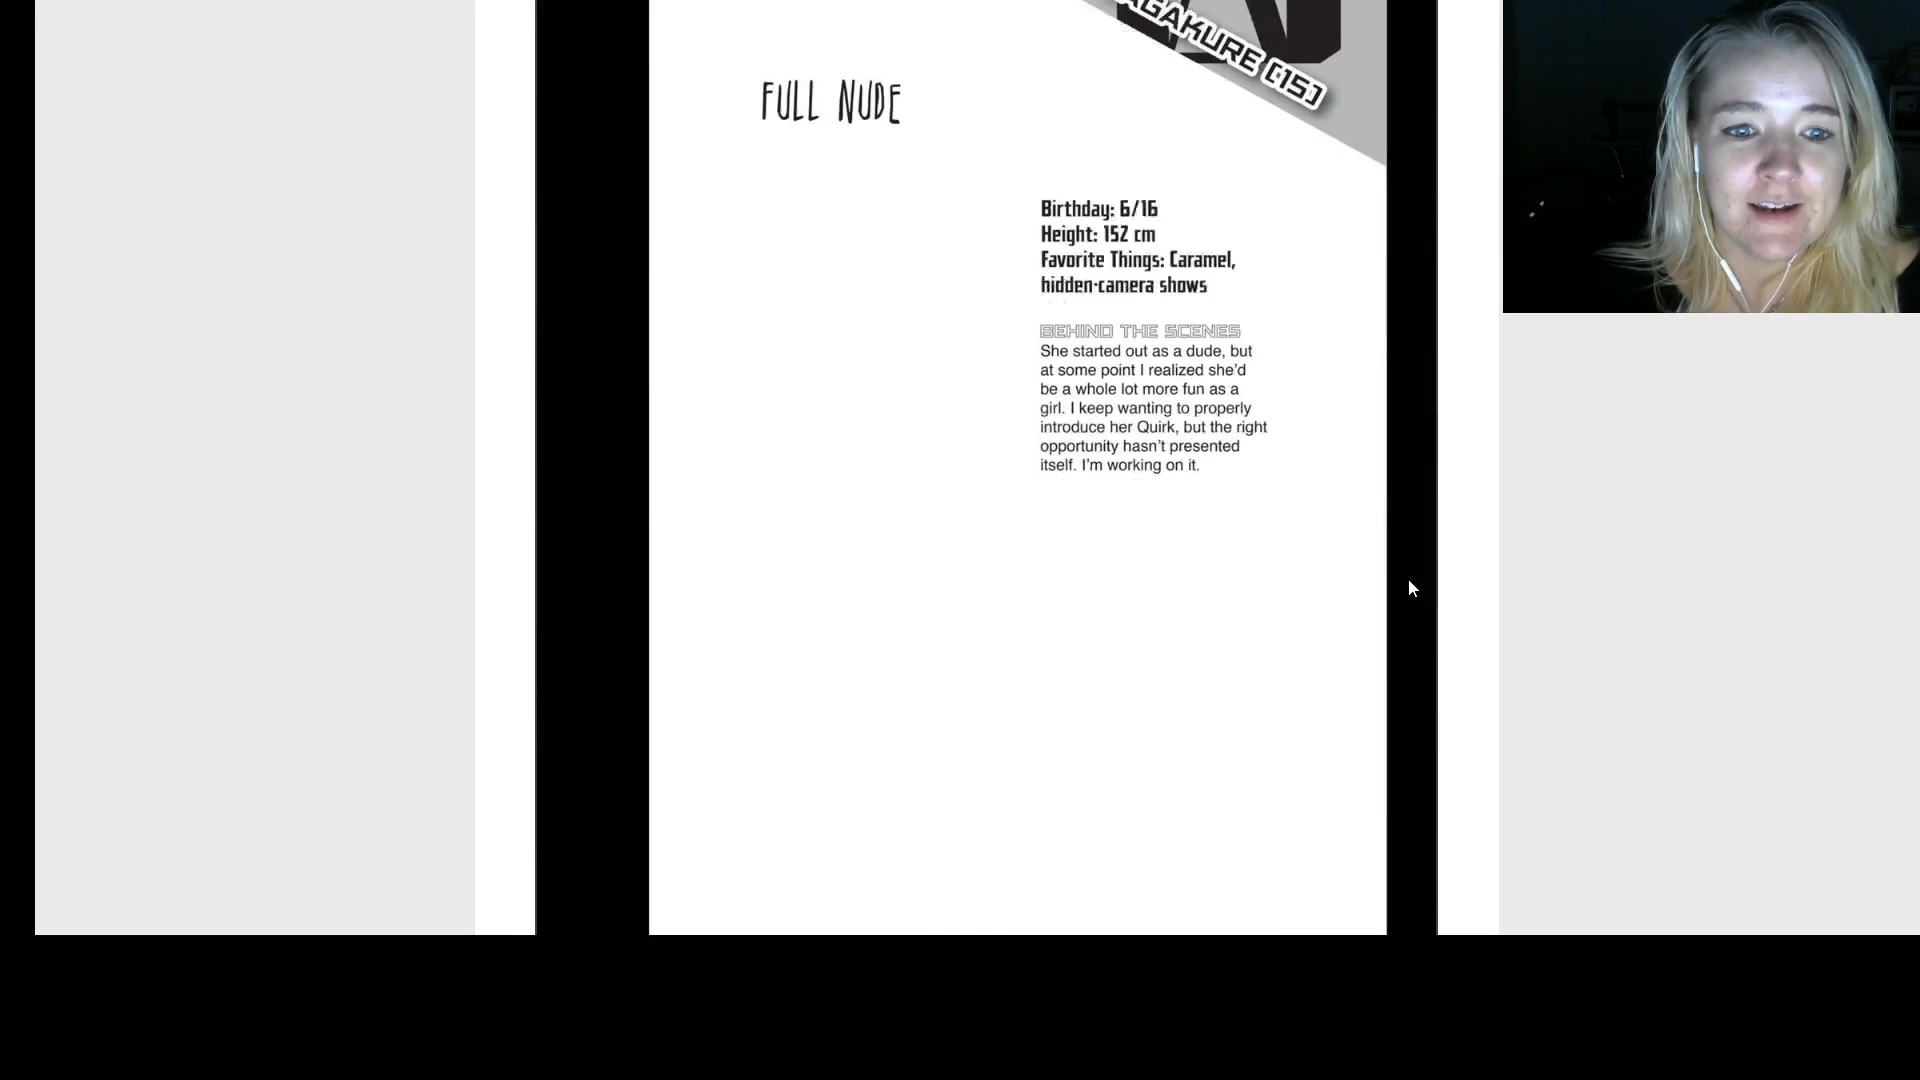 AGAKURE (15)
FULL NUDE
Birthday: 6/16
Height: 152 cm
Favorite Things: Caramel,
hidden-camera shows
BEHIND THE SCENES
She started out as a dude, but
at some point I realized she'd
be a whole lot more fun as a
girl. I keep wanting to properly
introduce her Quirk, but the right
opportunity hasn't presented
itself. I'm working on it.